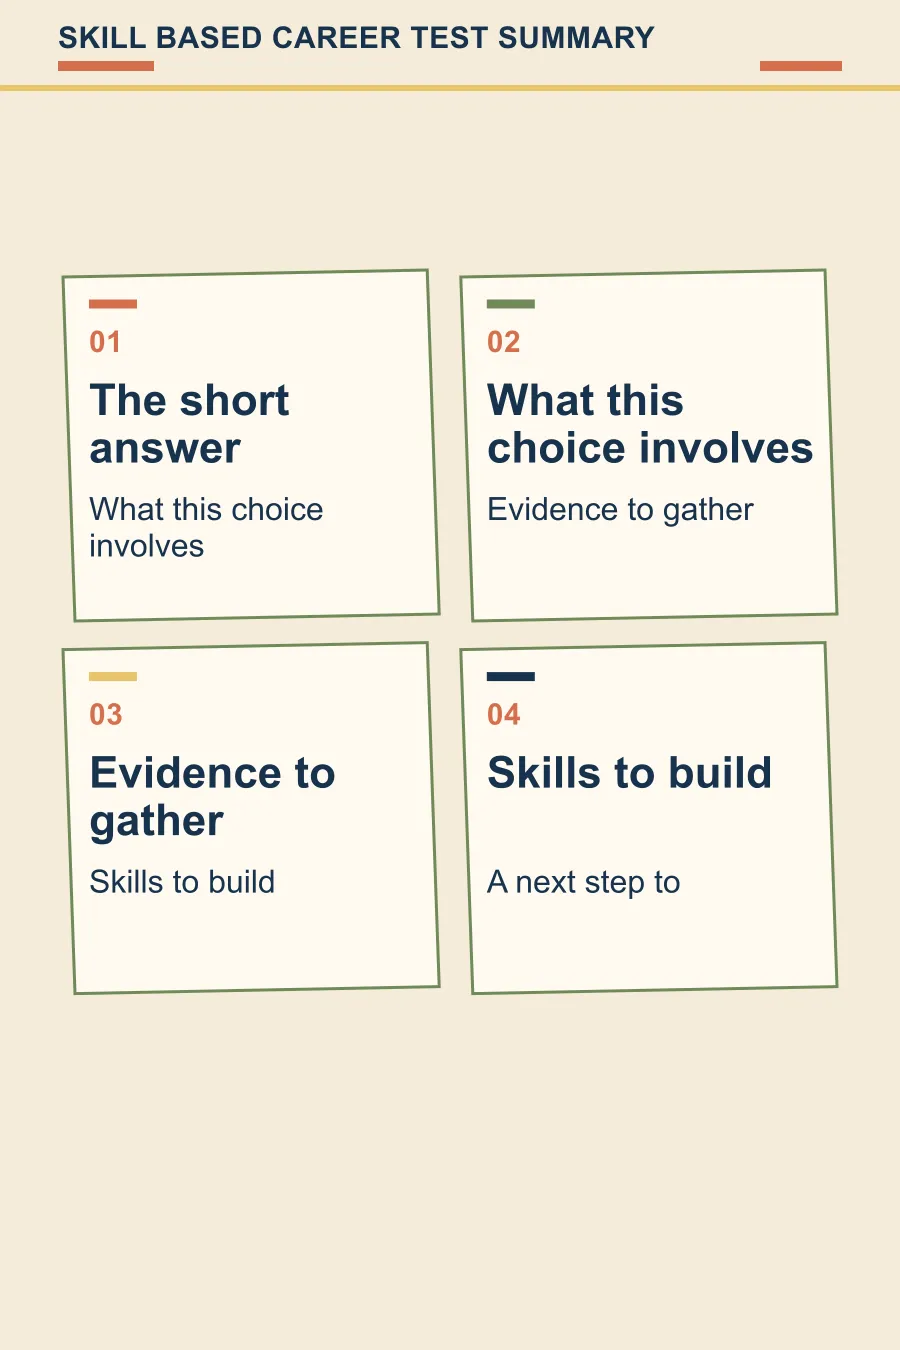 SKILL BASED CAREER TEST SUMMARY
01
The short
answer
What this choice
involves
02
What this
choice involves
Evidence to gather
03
Evidence to
gather
Skills to build
04
Skills to build
A next step to